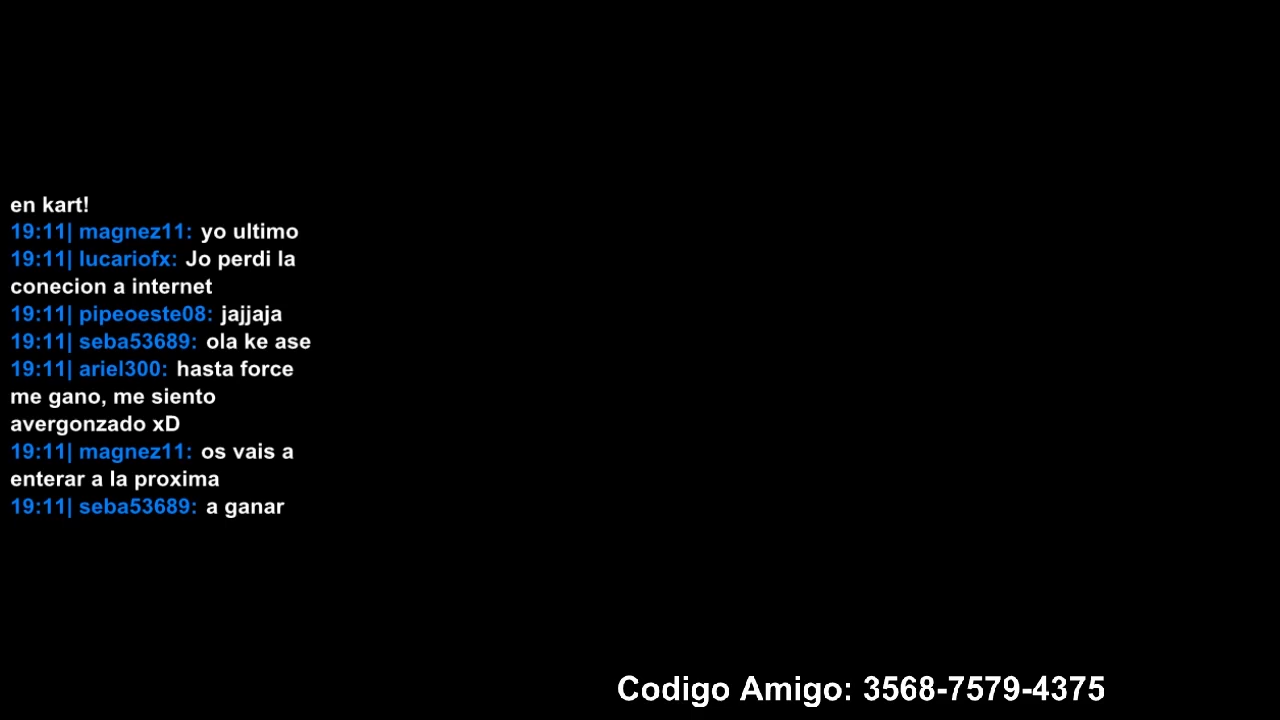 en kart!
19:11| magnez11: yo ultimo
19:11| lucariofx: Jo perdi la
conecion a internet
19:11| pipeoeste08: jajjaja
19:11| seba53689: ola ke ase
19:11| ariel300: hasta force
me gano, me siento
avergonzado xD
19:11| magnez11: os vais a
enterar a la proxima
19:11| seba53689: a ganar
Codigo Amigo: 3568-7579-4375